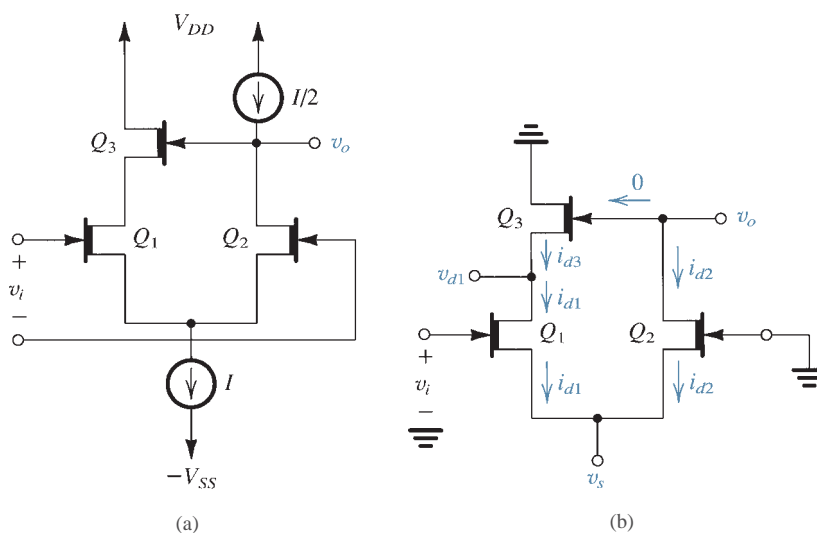 V_DD
I/2
Q_3
v_o
Q_1
Q_2
+
v_i
−
I
−V_SS
(a)
0
Q_3
v_o
i_d3
i_d2
v_d1
i_d1
Q_1
Q_2
+
v_i
−
i_d1
i_d2
v_s
(b)